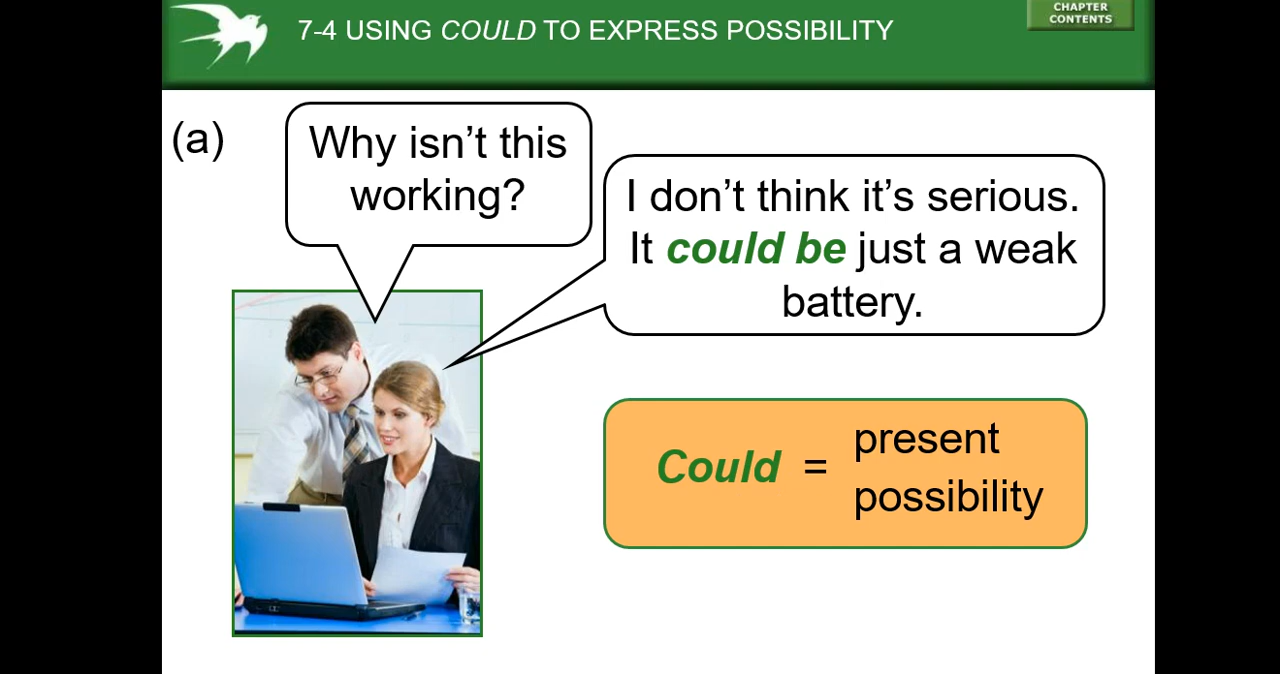 7-4 USING COULD TO EXPRESS POSSIBILITY
CHAPTER
CONTENTS
(a)
Why isn’t this
working?
I don’t think it’s serious.
It could be just a weak
battery.
Could = present
possibility